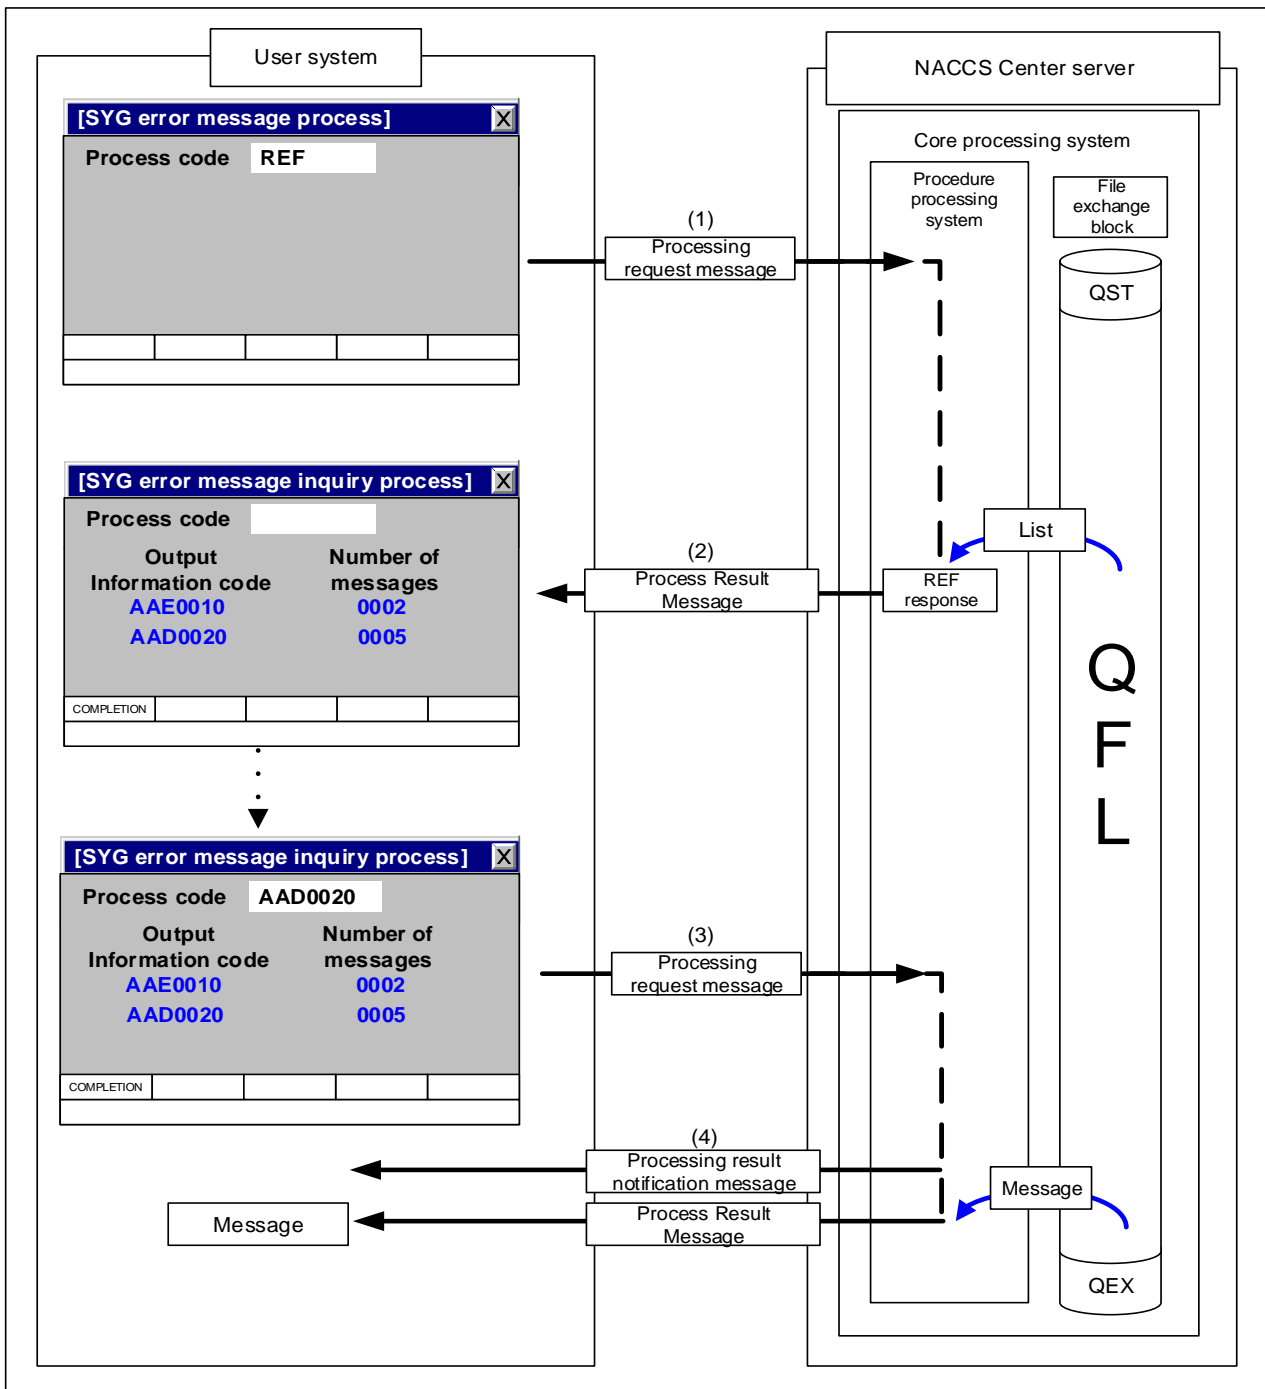 User system
NACCS Center server
[SYG error message process]
X
Process code
REF
Core processing system
Procedure
processing
system
File
exchange
block
(1)
Processing
request message
QST
[SYG error message inquiry process]
X
Process code
Output
Information code
Number of
messages
AAE0010
0002
AAD0020
0005
COMPLETION
List
(2)
Process Result
Message
REF
response
Q
F
L
[SYG error message inquiry process]
X
Process code
AAD0020
Output
Information code
Number of
messages
AAE0010
0002
AAD0020
0005
COMPLETION
(3)
Processing
request message
(4)
Processing result
notification message
Message
Process Result
Message
Message
QEX